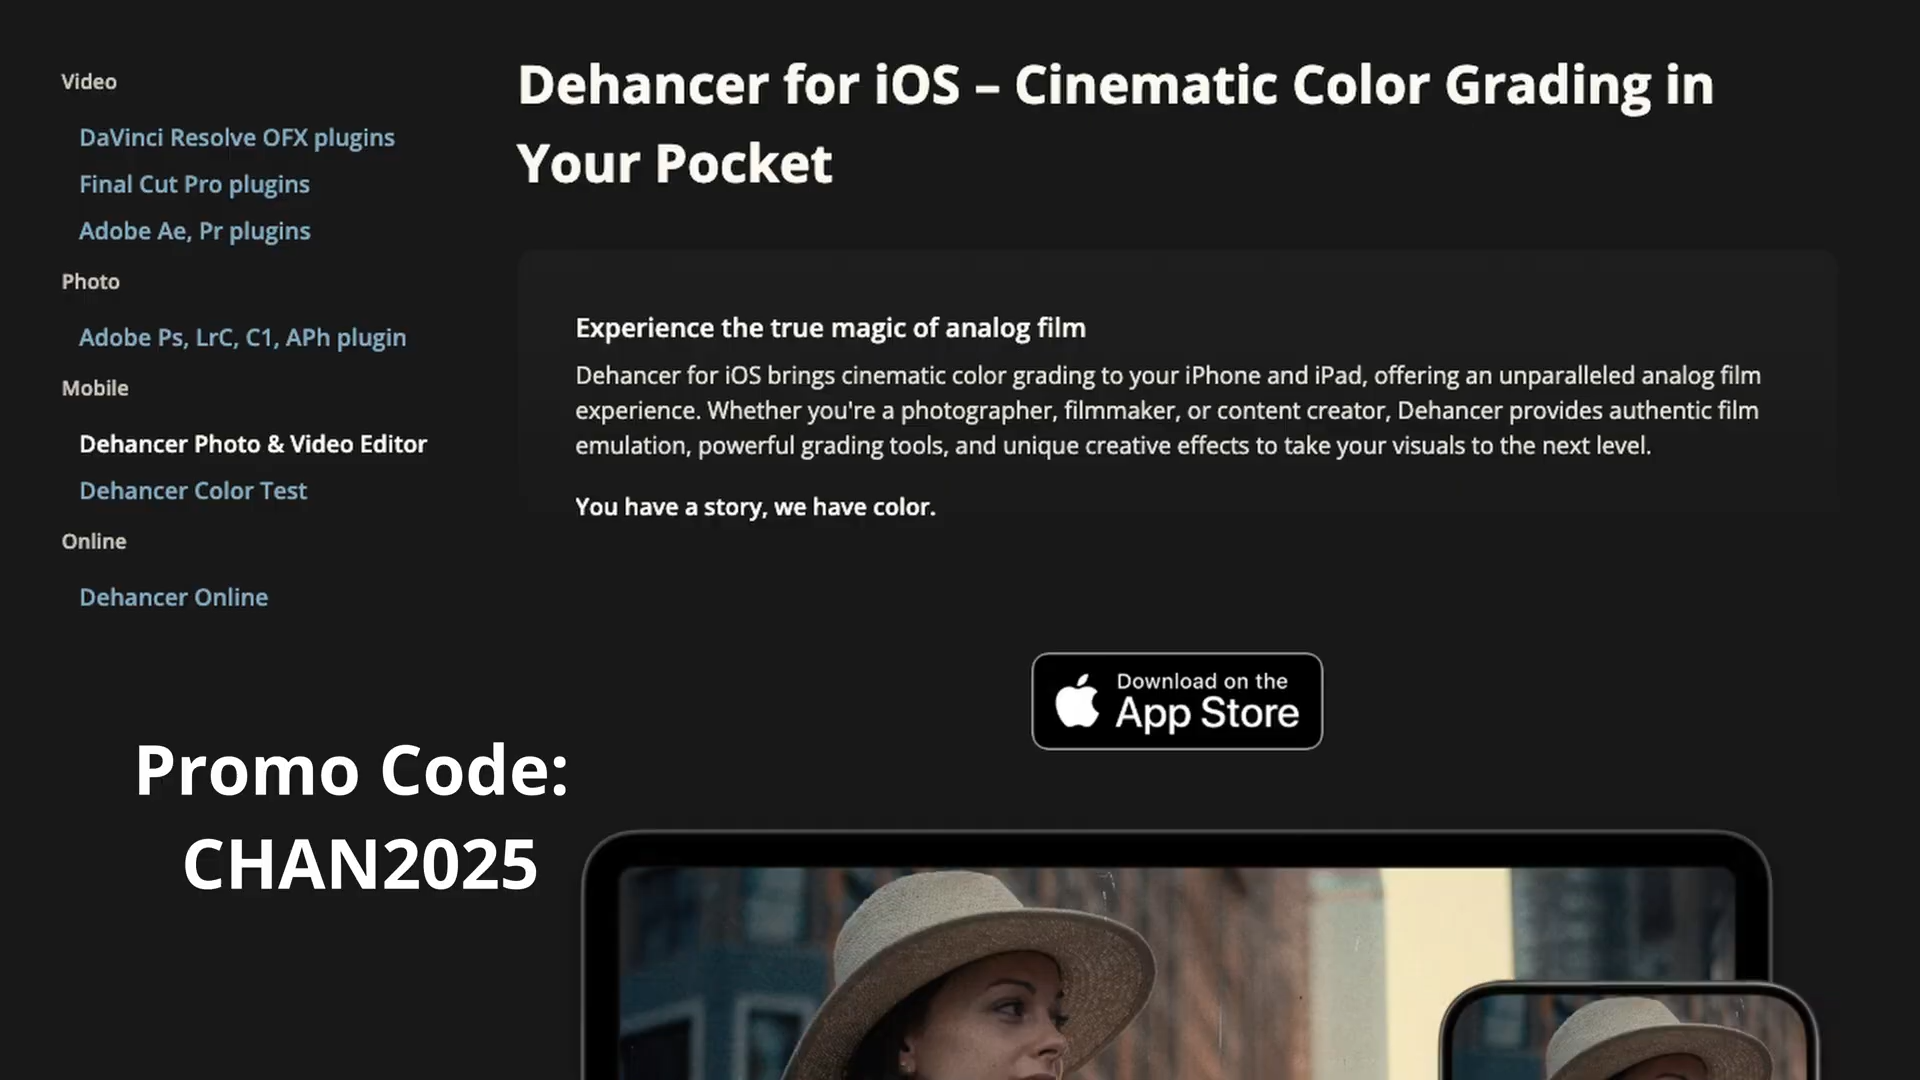 Video
DaVinci Resolve OFX plugins
Final Cut Pro plugins
Adobe Ae, Pr plugins
Photo
Adobe Ps, LrC, C1, APh plugin
Mobile
Dehancer Photo & Video Editor
Dehancer Color Test
Online
Dehancer Online
Dehancer for iOS – Cinematic Color Grading in
Your Pocket
Experience the true magic of analog film
Dehancer for iOS brings cinematic color grading to your iPhone and iPad, offering an unparalleled analog film
experience. Whether you're a photographer, filmmaker, or content creator, Dehancer provides authentic film
emulation, powerful grading tools, and unique creative effects to take your visuals to the next level.
You have a story, we have color.
Download on the
App Store
Promo Code:
CHAN2025